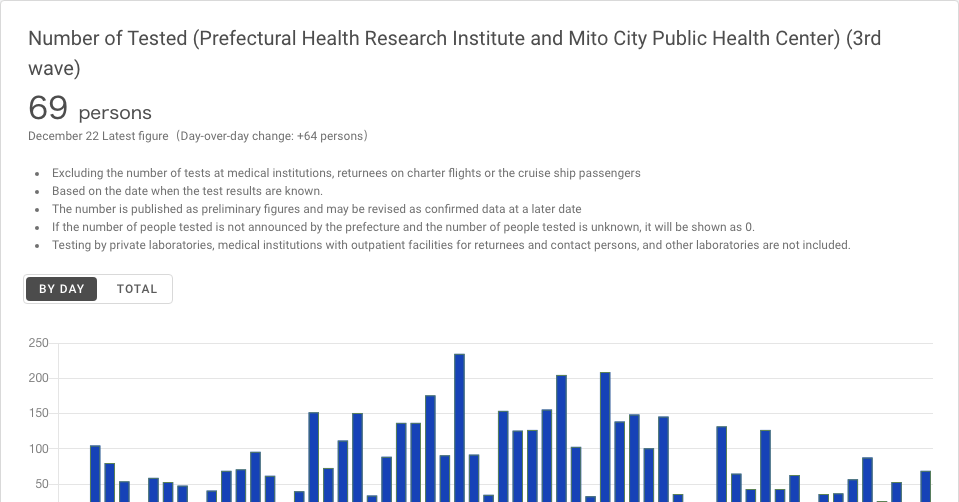 Number of Tested (Prefectural Health Research Institute and Mito City Public Health Center) (3rd
wave)
69 persons
December 22 Latest figure（Day-over-day change: +64 persons）
Excluding the number of tests at medical institutions, returnees on charter flights or the cruise ship passengers
Based on the date when the test results are known.
The number is published as preliminary figures and may be revised as confirmed data at a later date
If the number of people tested is not announced by the prefecture and the number of people tested is unknown, it will be shown as 0.
Testing by private laboratories, medical institutions with outpatient facilities for returnees and contact persons, and other laboratories are not included.
BY DAY TOTAL
250
200
150
100
50